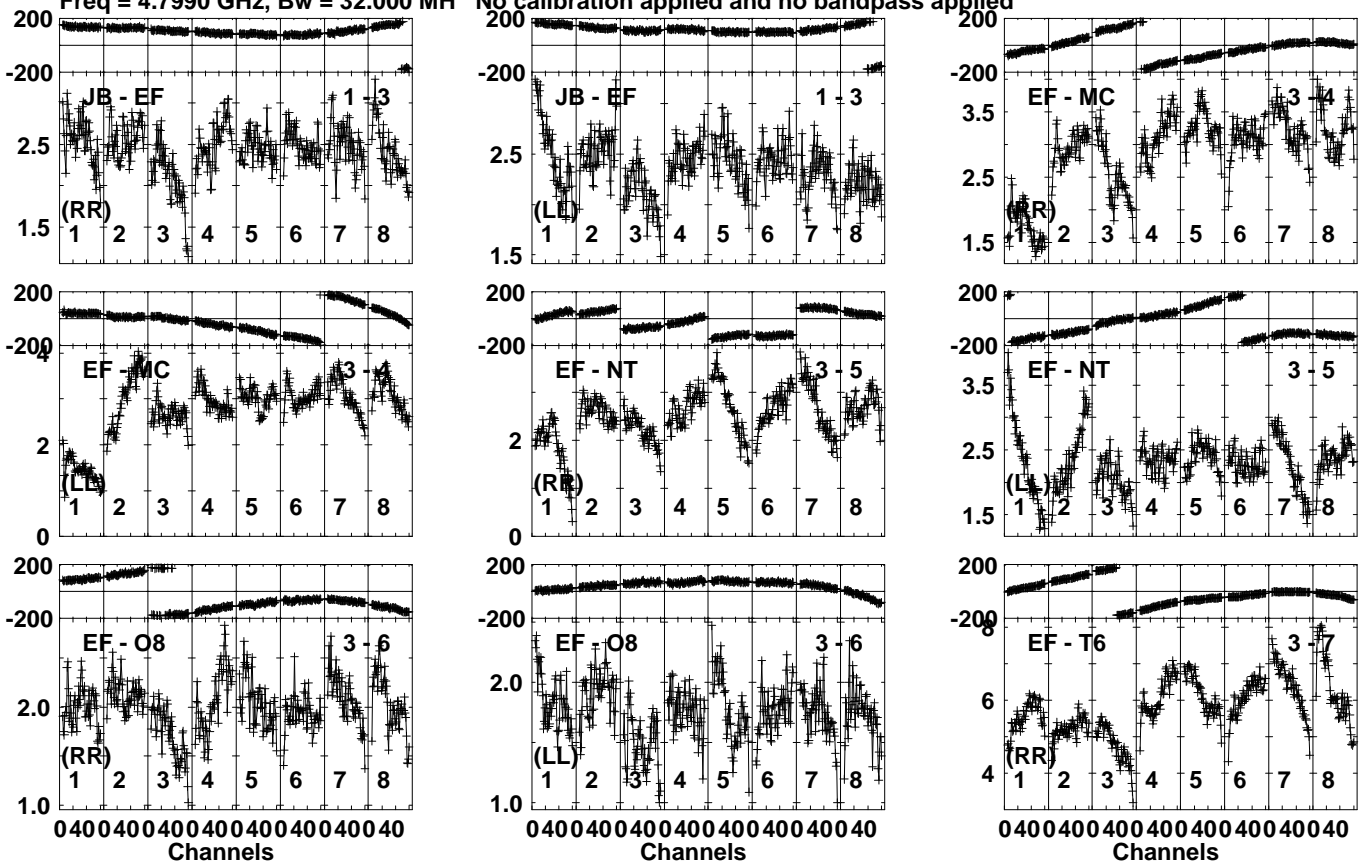 Freq = 4.7990 GHz, Bw = 32.000 MH No calibration applied and no bandpass applied
200 200 200
-200 -200 -200
JB - EF 1 - 3 JB - EF 1 - 3 EF - MC 3 - 4
3.5
2.5 2.5 2.5
(RR) (LL) (RR)
1.5 1.5 1.5
1 2 3 4 5 6 7 8 1 2 3 4 5 6 7 8 1 2 3 4 5 6 7 8
200 200 200
-200 -200 -200
4
EF - MC 3 - 4 EF - NT 3 - 5 EF - NT 3 - 5
3.5
2 2 2.5
(LL) (RR) (LL)
1 2 3 4 5 6 7 8 1 2 3 4 5 6 7 8 1 2 3 4 5 6 7 8
0 0 1.5
200 200 200
-200 -200 -200
8
EF - O8 3 - 6 EF - O8 3 - 6 EF - T6 3 - 7
2.0 2.0 6
(RR) (LL) (RR)
4
1 2 3 4 5 6 7 8 1 2 3 4 5 6 7 8 1 2 3 4 5 6 7 8
1.0 1.0
0 40 0 40 0 40 0 40 0 40 0 40 0 40 0 40 0 40 0 40 0 40 0 40 0 40 0 40 0 40 0 40 0 40 0 40 0 40 0 40 0 40 0 40 0 40 0 40
Channels Channels Channels